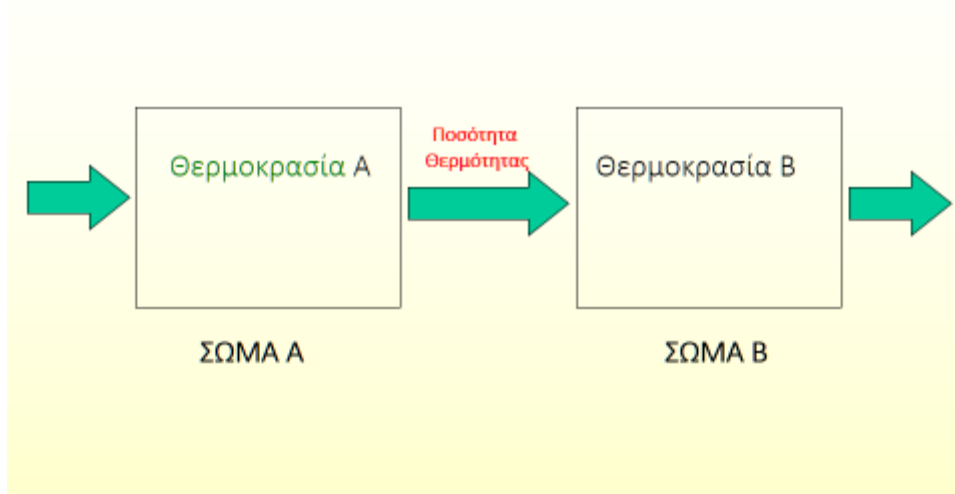 Ποσότητα
Θερμότητας
Θερμοκρασία Α
Θερμοκρασία Β
ΣΩΜΑ Α
ΣΩΜΑ Β